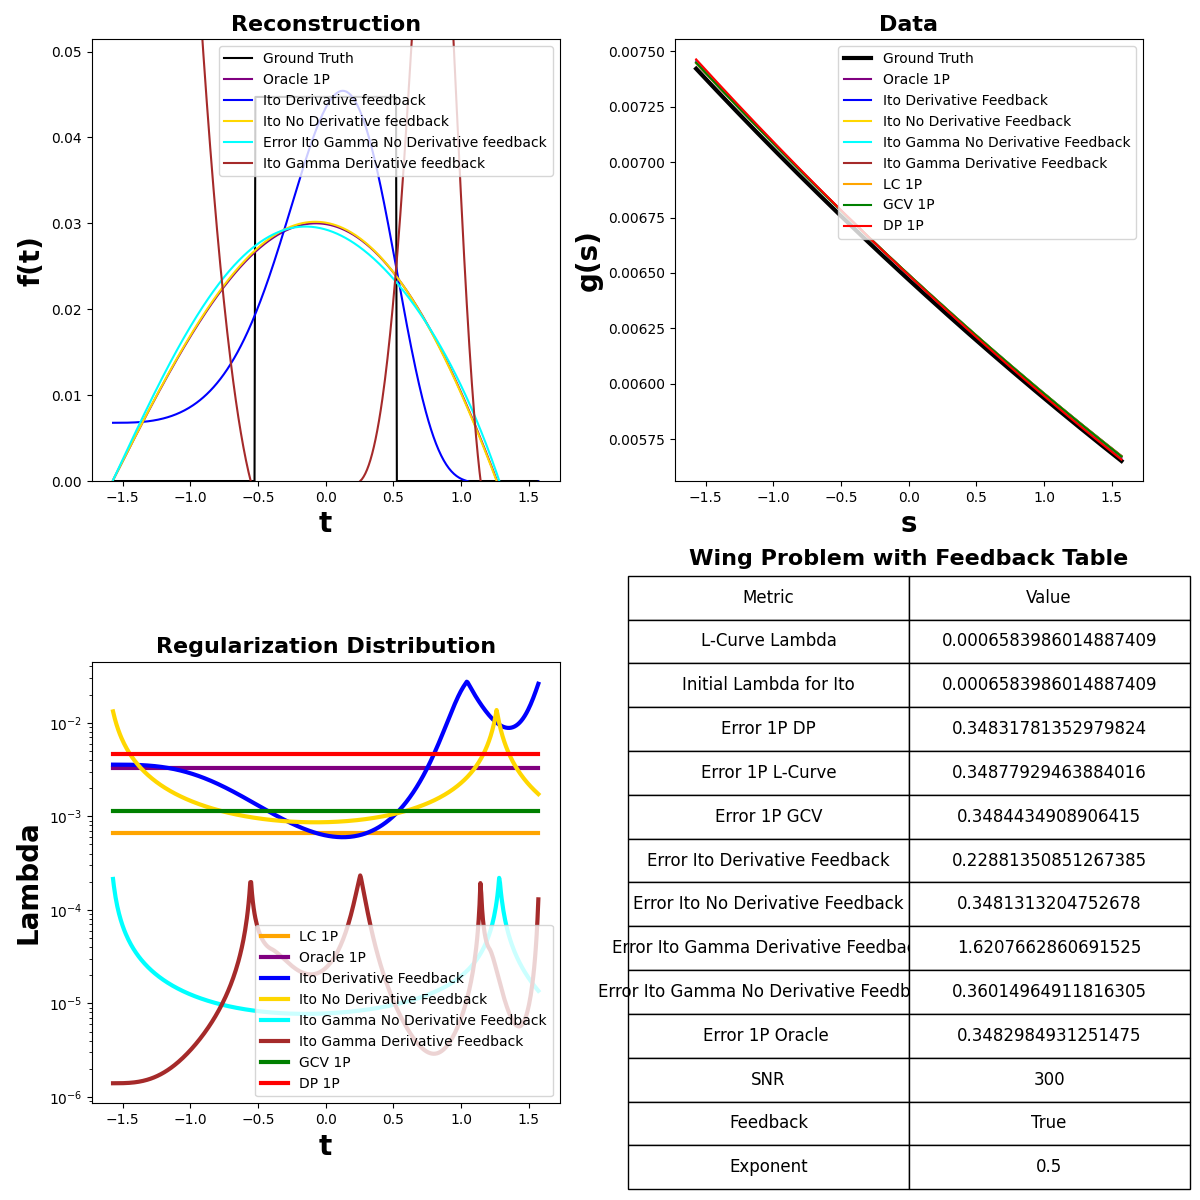 Reconstruction
0.05
0.04
0.03
0.02
0.01
0.00
f(t)
Ground Truth
Oracle 1P
Ito Derivative feedback
Ito No Derivative feedback
Error Ito Gamma No Derivative feedback
Ito Gamma Derivative feedback
−1.5 −1.0 −0.5 0.0 0.5 1.0 1.5
t
Data
0.00750
0.00725
0.00700
0.00675
0.00650
0.00625
0.00600
0.00575
g(s)
Ground Truth
Oracle 1P
Ito Derivative Feedback
Ito No Derivative Feedback
Ito Gamma No Derivative Feedback
Ito Gamma Derivative Feedback
LC 1P
GCV 1P
DP 1P
−1.5 −1.0 −0.5 0.0 0.5 1.0 1.5
s
Regularization Distribution
10⁻²
10⁻³
10⁻⁴
10⁻⁵
10⁻⁶
Lambda
LC 1P
Oracle 1P
Ito Derivative Feedback
Ito No Derivative Feedback
Ito Gamma No Derivative Feedback
Ito Gamma Derivative Feedback
GCV 1P
DP 1P
−1.5 −1.0 −0.5 0.0 0.5 1.0 1.5
t
Wing Problem with Feedback Table
Metric Value
L-Curve Lambda 0.0006583986014887409
Initial Lambda for Ito 0.0006583986014887409
Error 1P DP 0.34831781352979824
Error 1P L-Curve 0.34877929463884016
Error 1P GCV 0.3484434908906415
Error Ito Derivative Feedback 0.22881350851267385
Error Ito No Derivative Feedback 0.3481313204752678
Error Ito Gamma Derivative Feedba 1.6207662860691525
Error Ito Gamma No Derivative Feedb 0.36014964911816305
Error 1P Oracle 0.3482984931251475
SNR 300
Feedback True
Exponent 0.5